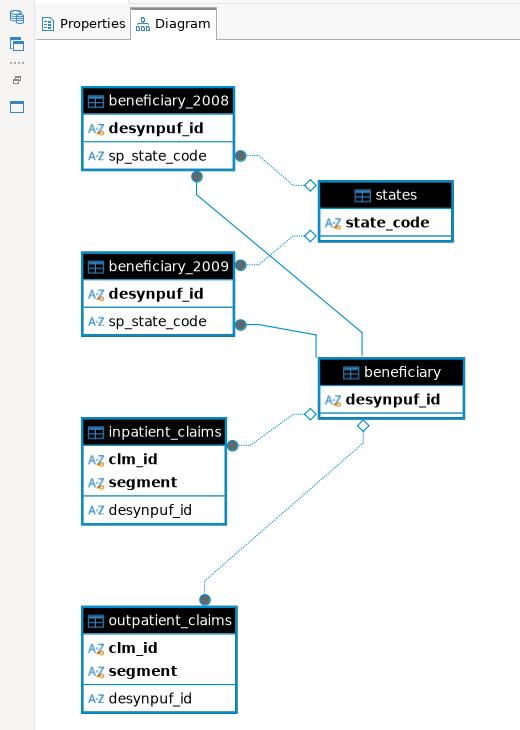 Properties
Diagram
beneficiary_2008
desynpuf_id
sp_state_code
states
state_code
beneficiary_2009
desynpuf_id
sp_state_code
beneficiary
desynpuf_id
inpatient_claims
clm_id
segment
desynpuf_id
outpatient_claims
clm_id
segment
desynpuf_id